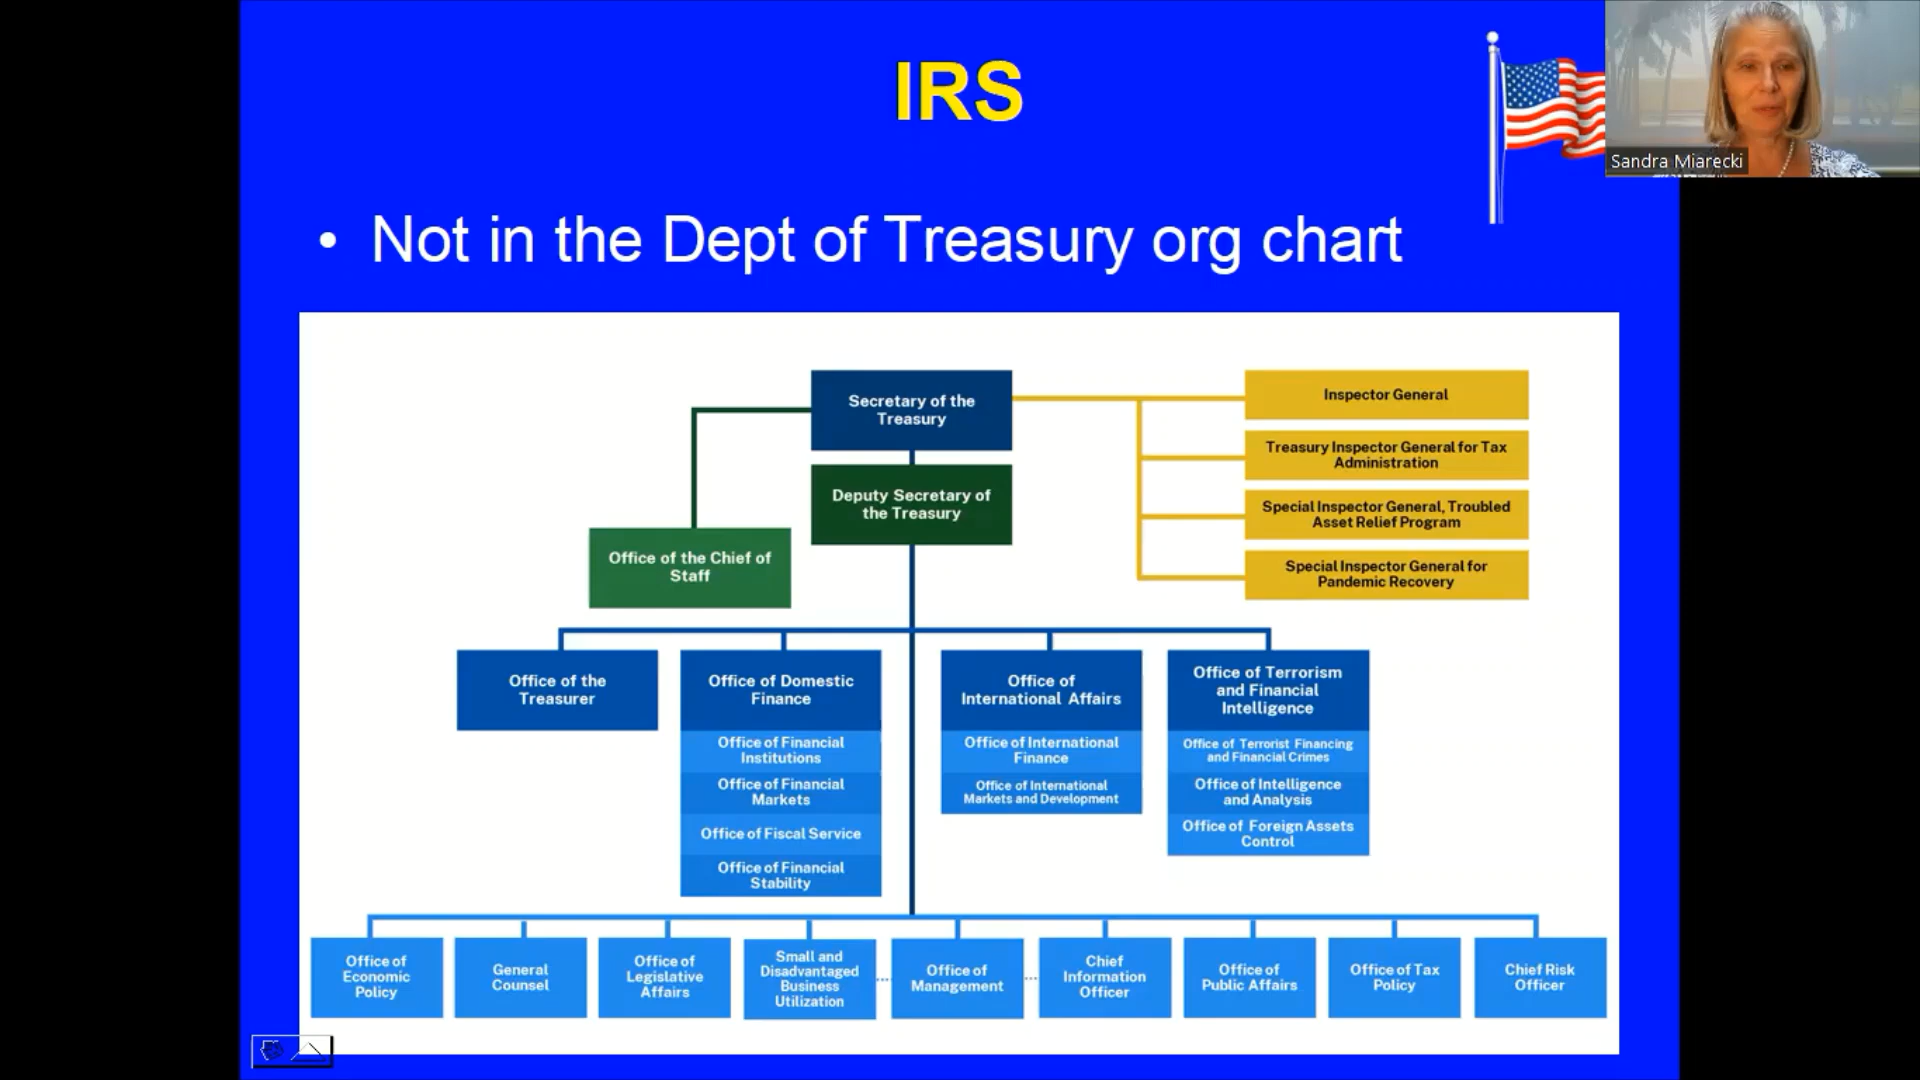 IRS
Sandra Miarecki
• Not in the Dept of Treasury org chart
Secretary of the
Treasury
Deputy Secretary of
the Treasury
Office of the Chief of
Staff
Inspector General
Treasury Inspector General for Tax
Administration
Special Inspector General, Troubled
Asset Relief Program
Special Inspector General for
Pandemic Recovery
Office of the
Treasurer
Office of Domestic
Finance
Office of Financial
Institutions
Office of Financial
Markets
Office of Fiscal Service
Office of Financial
Stability
Office of
International Affairs
Office of International
Finance
Office of International
Markets and Development
Office of Terrorism
and Financial
Intelligence
Office of Terrorist Financing
and Financial Crimes
Office of Intelligence
and Analysis
Office of Foreign Assets
Control
Office of
Economic
Policy
General
Counsel
Office of
Legislative
Affairs
Small and
Disadvantaged
Business
Utilization
Office of
Management
Chief
Information
Officer
Office of
Public Affairs
Office of Tax
Policy
Chief Risk
Officer